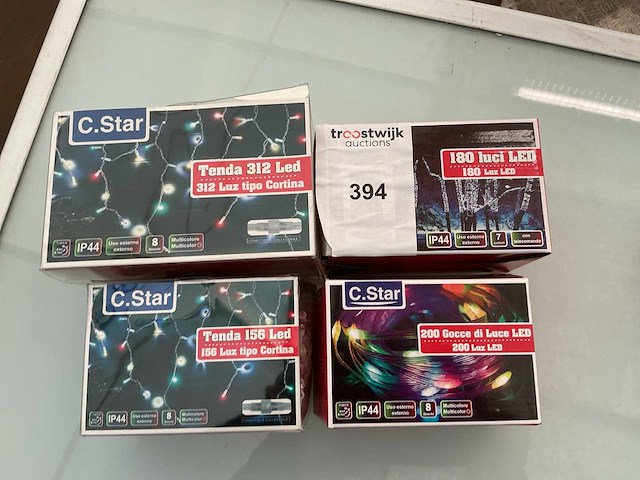 C.Star
Tenda 312 Led
312 Luz tipo Cortina
IP44
Uso esterno
externo
8
Multicolore
Multicolor
troostwijk
auctions
394
180 luci LED
180 Luz LED
IP44
Uso esterno
externo
7
con
telecomando
C.Star
Tenda 156 Led
156 Luz tipo Cortina
IP44
Uso esterno
externo
8
Multicolore
Multicolor
C.Star
200 Gocce di Luce LED
200 Luz LED
IP44
Uso esterno
externo
8
Multicolore
Multicolor